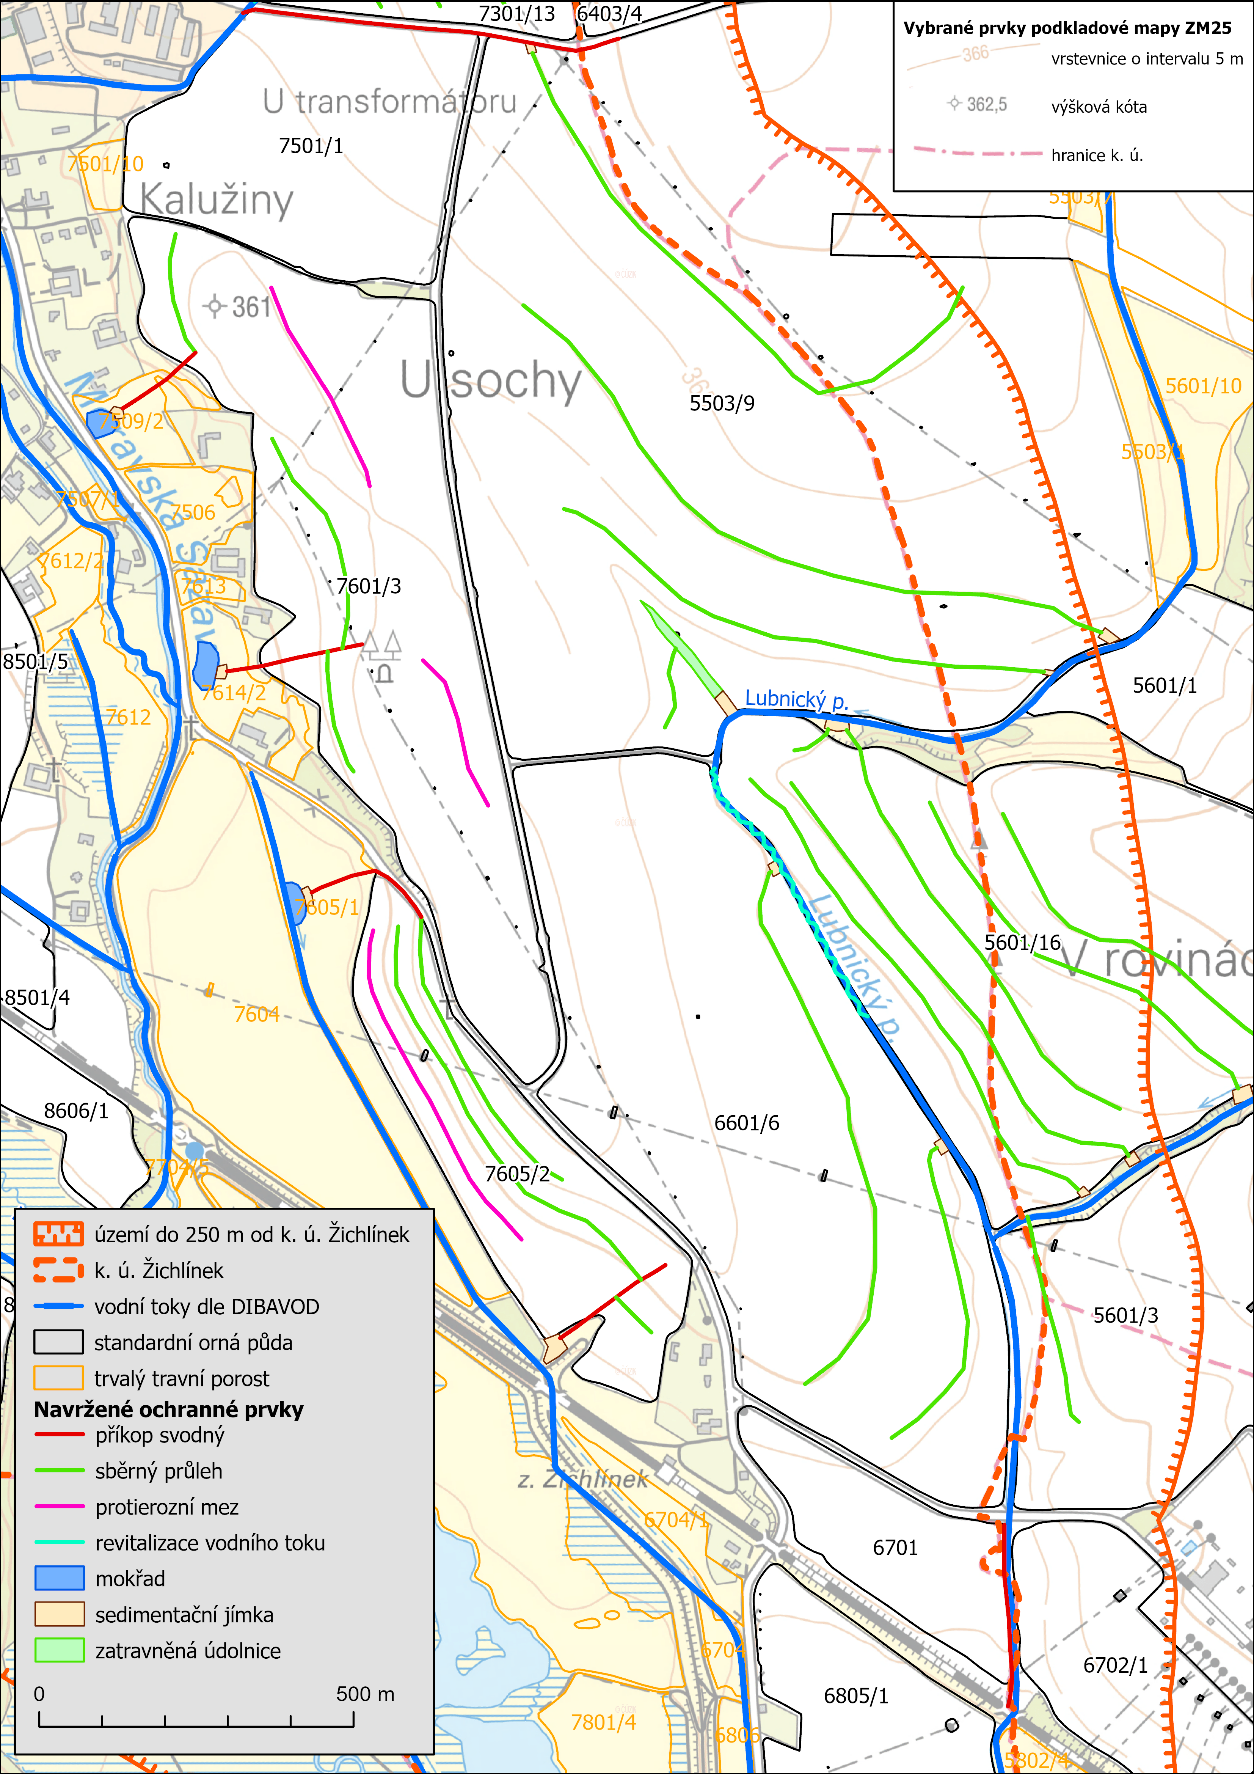 7301/13
6403/4
Vybrané prvky podkladové mapy ZM25
366
vrstevnice o intervalu 5 m
362,5
výšková kóta
hranice k. ú.
U transformátoru
7501/1
7501/10
Kalužiny
361
U sochy
5503/9
5601/10
5503/1
7509/2
Moravská Sázava
7507/1
7506
7612/2
7613
7601/3
8501/5
7614/2
7612
Lubnický p.
5601/1
7605/1
Lubnický p.
5601/16
V rovinác
8501/4
7604
8606/1
6601/6
7704/5
7605/2
5601/3
území do 250 m od k. ú. Žichlínek
k. ú. Žichlínek
vodní toky dle DIBAVOD
standardní orná půda
trvalý travní porost
Navržené ochranné prvky
příkop svodný
sběrný průleh
protierozní mez
revitalizace vodního toku
mokřad
sedimentační jímka
zatravněná údolnice
0
500 m
z. Žichlínek
6704/1
6701
6704
6702/1
6805/1
7801/4
6806
5802/4